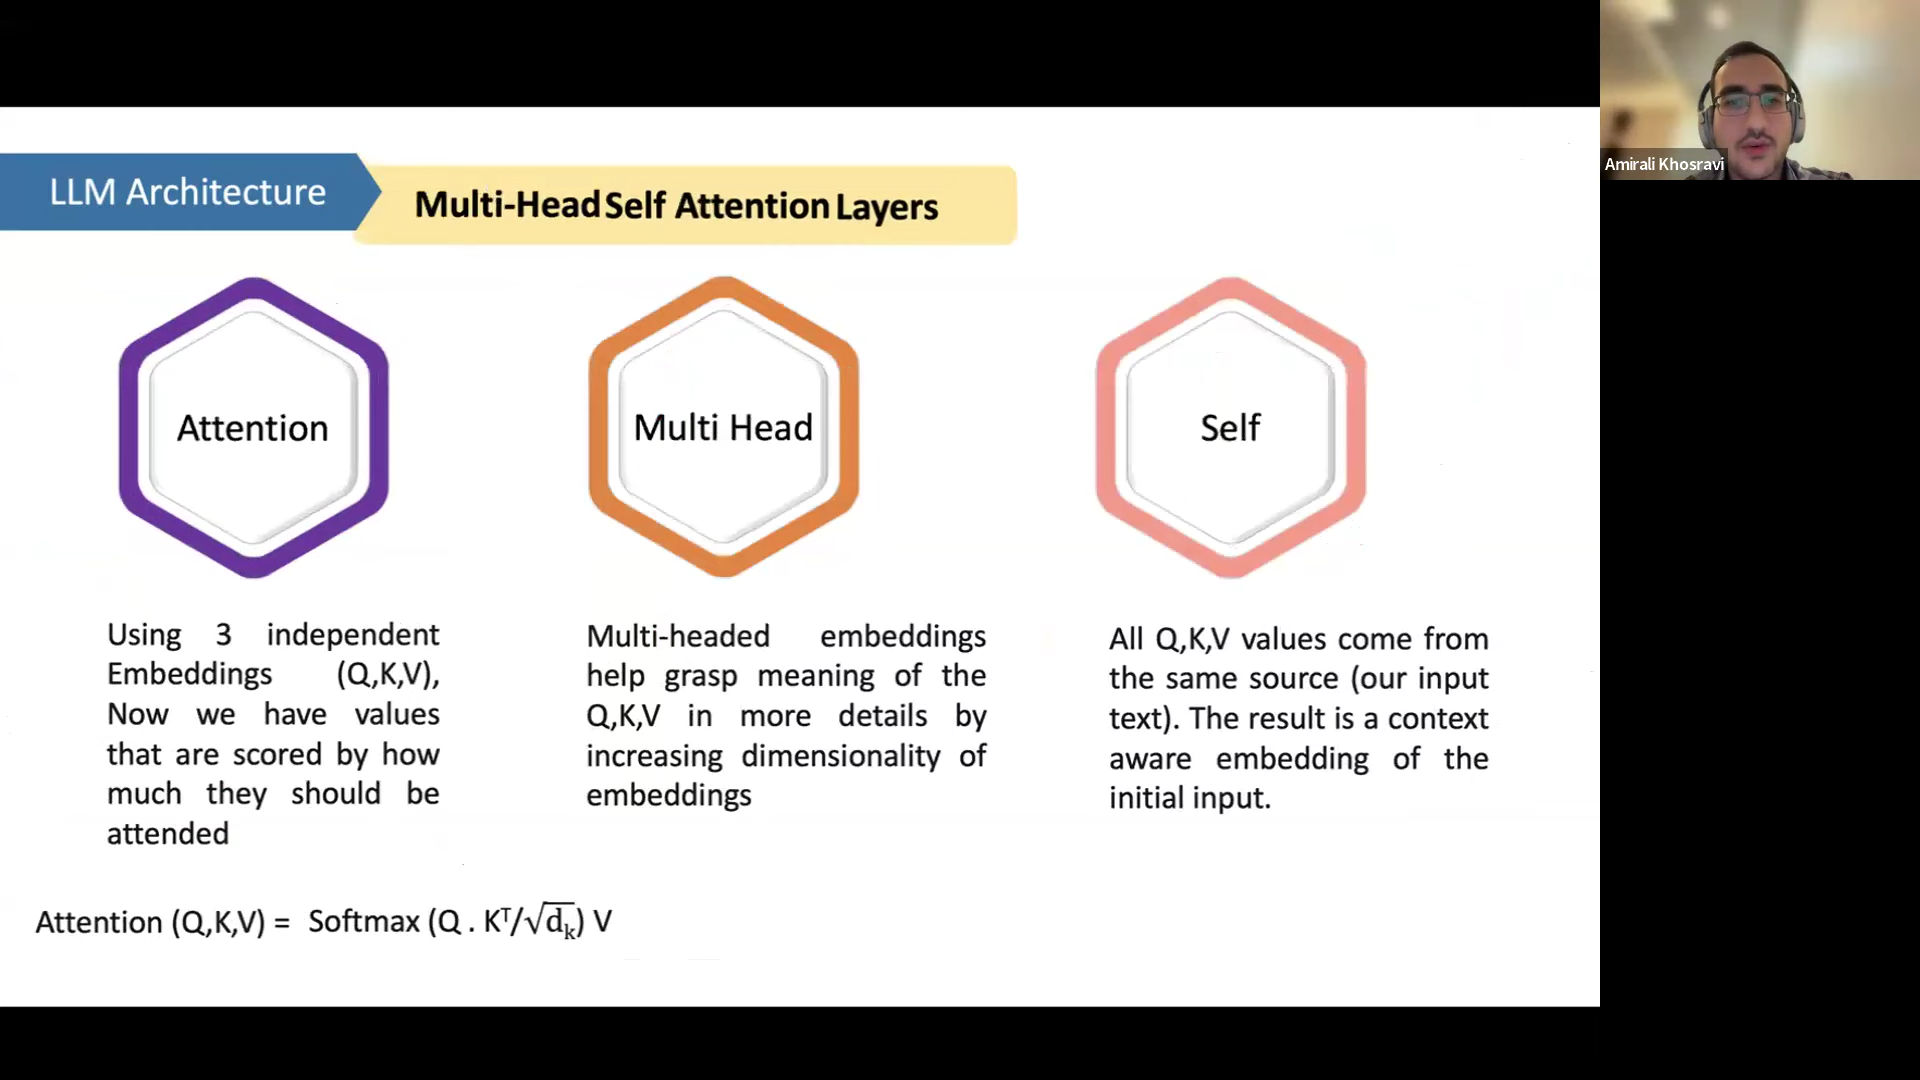 LLM Architecture
Multi-Head Self Attention Layers
Amirali Khosravi
Attention
Multi Head
Self
Using 3 independent
Embeddings (Q,K,V),
Now we have values
that are scored by how
much they should be
attended
Multi-headed embeddings
help grasp meaning of the
Q,K,V in more details by
increasing dimensionality of
embeddings
All Q,K,V values come from
the same source (our input
text). The result is a context
aware embedding of the
initial input.
Attention (Q,K,V) = Softmax (Q . Kᵀ/√dₖ) V